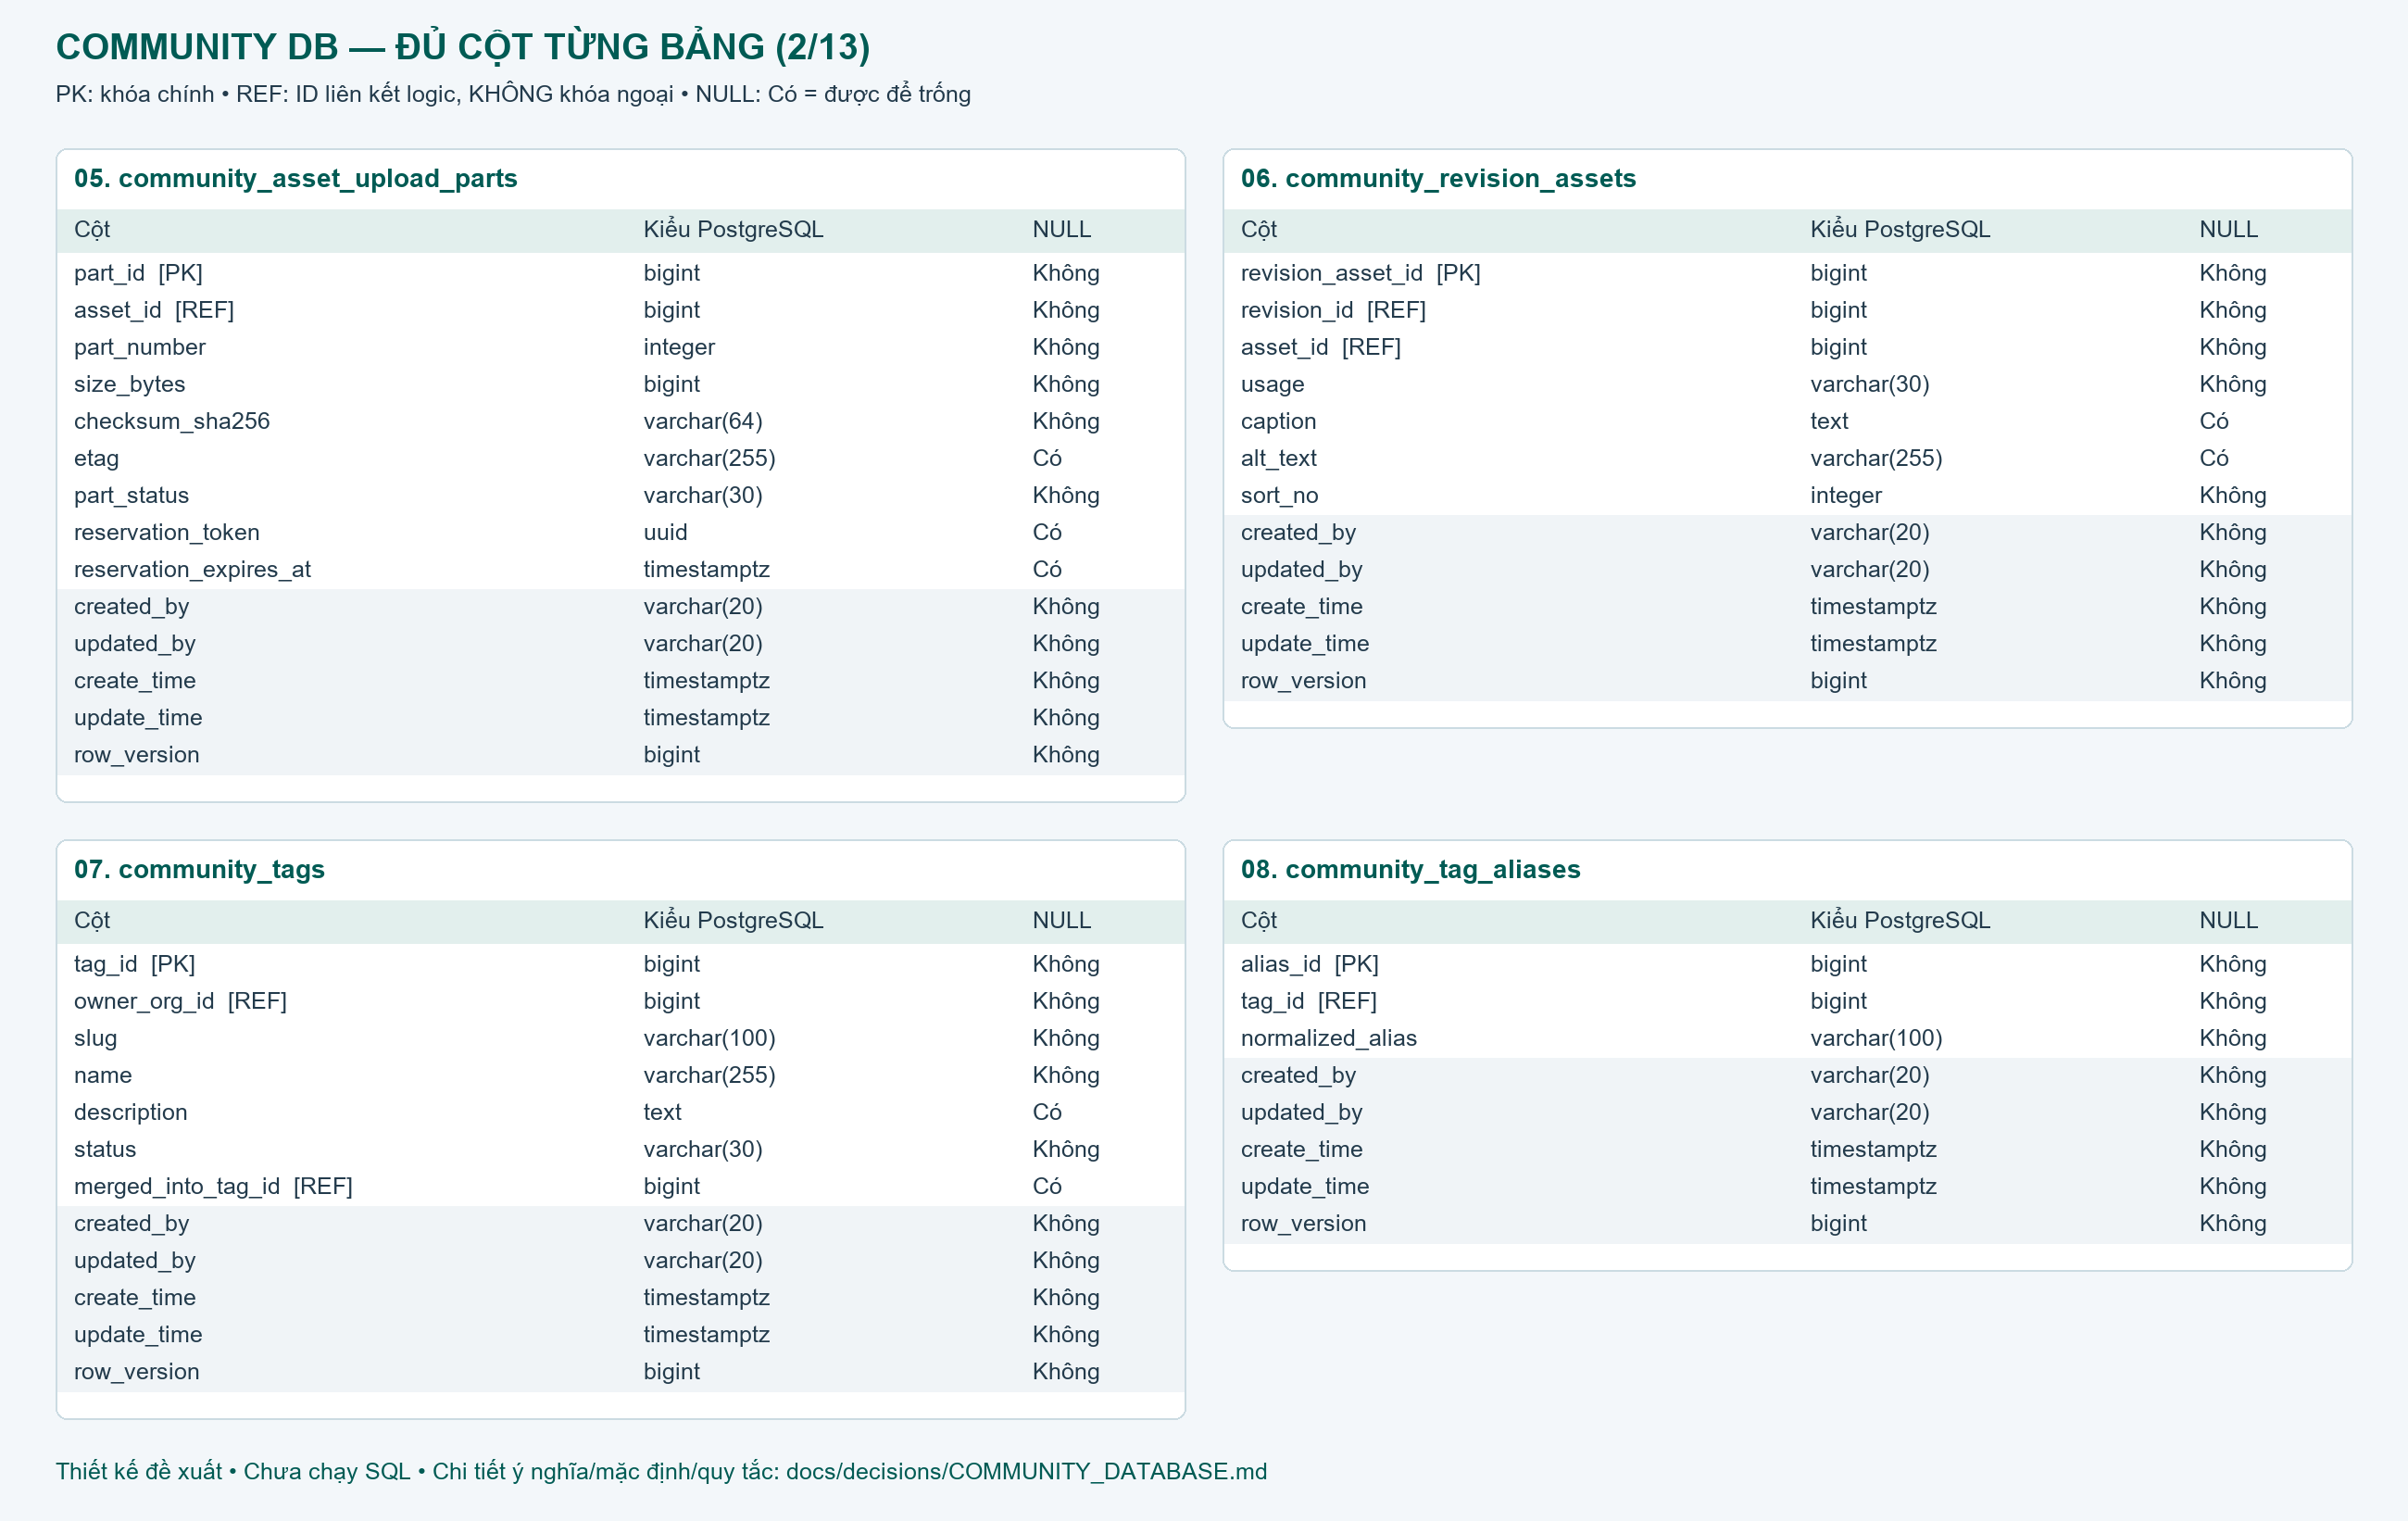 COMMUNITY DB — ĐỦ CỘT TỪNG BẢNG (2/13)
PK: khóa chính • REF: ID liên kết logic, KHÔNG khóa ngoại • NULL: Có = được để trống
05. community_asset_upload_parts
Cột Kiểu PostgreSQL NULL
part_id [PK] bigint Không
asset_id [REF] bigint Không
part_number integer Không
size_bytes bigint Không
checksum_sha256 varchar(64) Không
etag varchar(255) Có
part_status varchar(30) Không
reservation_token uuid Có
reservation_expires_at timestamptz Có
created_by varchar(20) Không
updated_by varchar(20) Không
create_time timestamptz Không
update_time timestamptz Không
row_version bigint Không
06. community_revision_assets
Cột Kiểu PostgreSQL NULL
revision_asset_id [PK] bigint Không
revision_id [REF] bigint Không
asset_id [REF] bigint Không
usage varchar(30) Không
caption text Có
alt_text varchar(255) Có
sort_no integer Không
created_by varchar(20) Không
updated_by varchar(20) Không
create_time timestamptz Không
update_time timestamptz Không
row_version bigint Không
07. community_tags
Cột Kiểu PostgreSQL NULL
tag_id [PK] bigint Không
owner_org_id [REF] bigint Không
slug varchar(100) Không
name varchar(255) Không
description text Có
status varchar(30) Không
merged_into_tag_id [REF] bigint Có
created_by varchar(20) Không
updated_by varchar(20) Không
create_time timestamptz Không
update_time timestamptz Không
row_version bigint Không
08. community_tag_aliases
Cột Kiểu PostgreSQL NULL
alias_id [PK] bigint Không
tag_id [REF] bigint Không
normalized_alias varchar(100) Không
created_by varchar(20) Không
updated_by varchar(20) Không
create_time timestamptz Không
update_time timestamptz Không
row_version bigint Không
Thiết kế đề xuất • Chưa chạy SQL • Chi tiết ý nghĩa/mặc định/quy tắc: docs/decisions/COMMUNITY_DATABASE.md